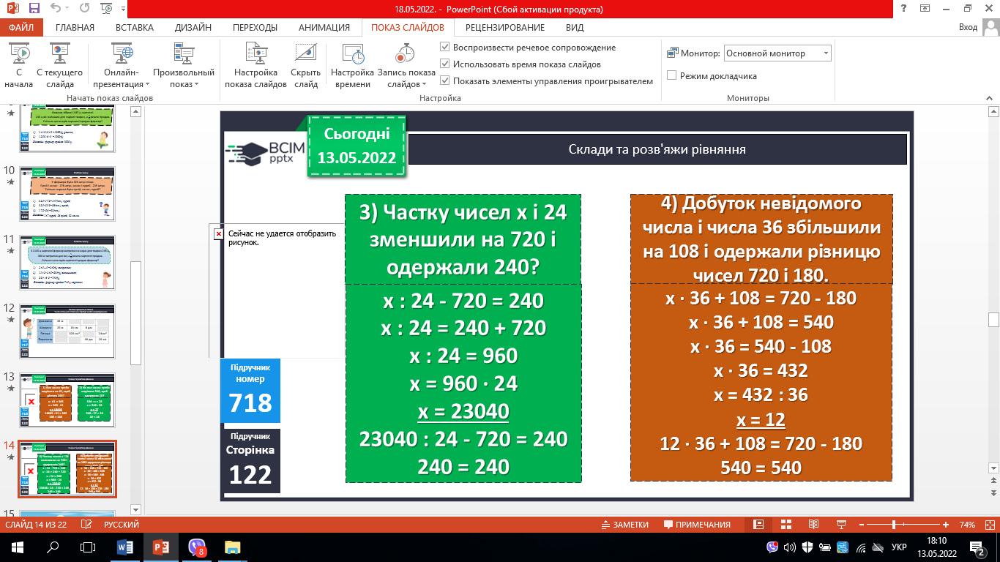 18.05.2022. - PowerPoint (Сбой активации продукта)
ФАЙЛ ГЛАВНАЯ ВСТАВКА ДИЗАЙН ПЕРЕХОДЫ АНИМАЦИЯ ПОКАЗ СЛАЙДОВ РЕЦЕНЗИРОВАНИЕ ВИД Вход
С начала
С текущего слайда
Онлайн-презентация
Произвольный показ
Начать показ слайдов
Настройка показа слайдов
Скрыть слайд
Настройка времени
Запись показа слайдов
Воспроизвести речевое сопровождение
Использовать время показа слайдов
Показать элементы управления проигрывателем
Настройка
Монитор: Основной монитор
Режим докладчика
Мониторы
10
11
12
13
14
15
Сьогодні
13.05.2022
BCIM
pptx
Склади та розв'яжи рівняння
Сейчас не удается отобразить
рисунок.
3) Частку чисел х і 24
зменшили на 720 і
одержали 240?
х : 24 - 720 = 240
х : 24 = 240 + 720
х : 24 = 960
х = 960 · 24
х = 23040
23040 : 24 - 720 = 240
240 = 240
4) Добуток невідомого
числа і числа 36 збільшили
на 108 і одержали різницю
чисел 720 і 180.
х · 36 + 108 = 720 - 180
х · 36 + 108 = 540
х · 36 = 540 - 108
х · 36 = 432
х = 432 : 36
х = 12
12 · 36 + 108 = 720 - 180
540 = 540
Підручник
номер
718
Підручник
Сторінка
122
СЛАЙД 14 ИЗ 22 РУССКИЙ ЗАМЕТКИ ПРИМЕЧАНИЯ 74%
8
УКР
18:10
13.05.2022
2